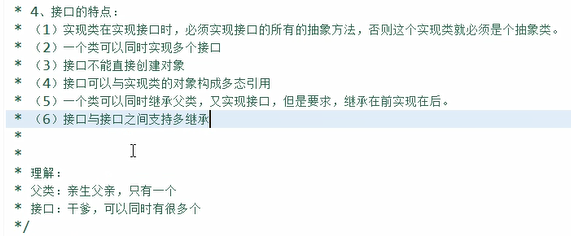 * 4、接口的特点：
* （1）实现类在实现接口时，必须实现接口的所有的抽象方法，否则这个实现类就必须是个抽象类。
* （2）一个类可以同时实现多个接口
* （3）接口不能直接创建对象
* （4）接口可以与实现类的对象构成多态引用
* （5）一个类可以同时继承父类，又实现接口，但是要求，继承在前实现在后。
* （6）接口与接口之间支持多继承
*
*
* 理解：
* 父类：亲生父亲，只有一个
* 接口：干爹，可以同时有很多个
*/